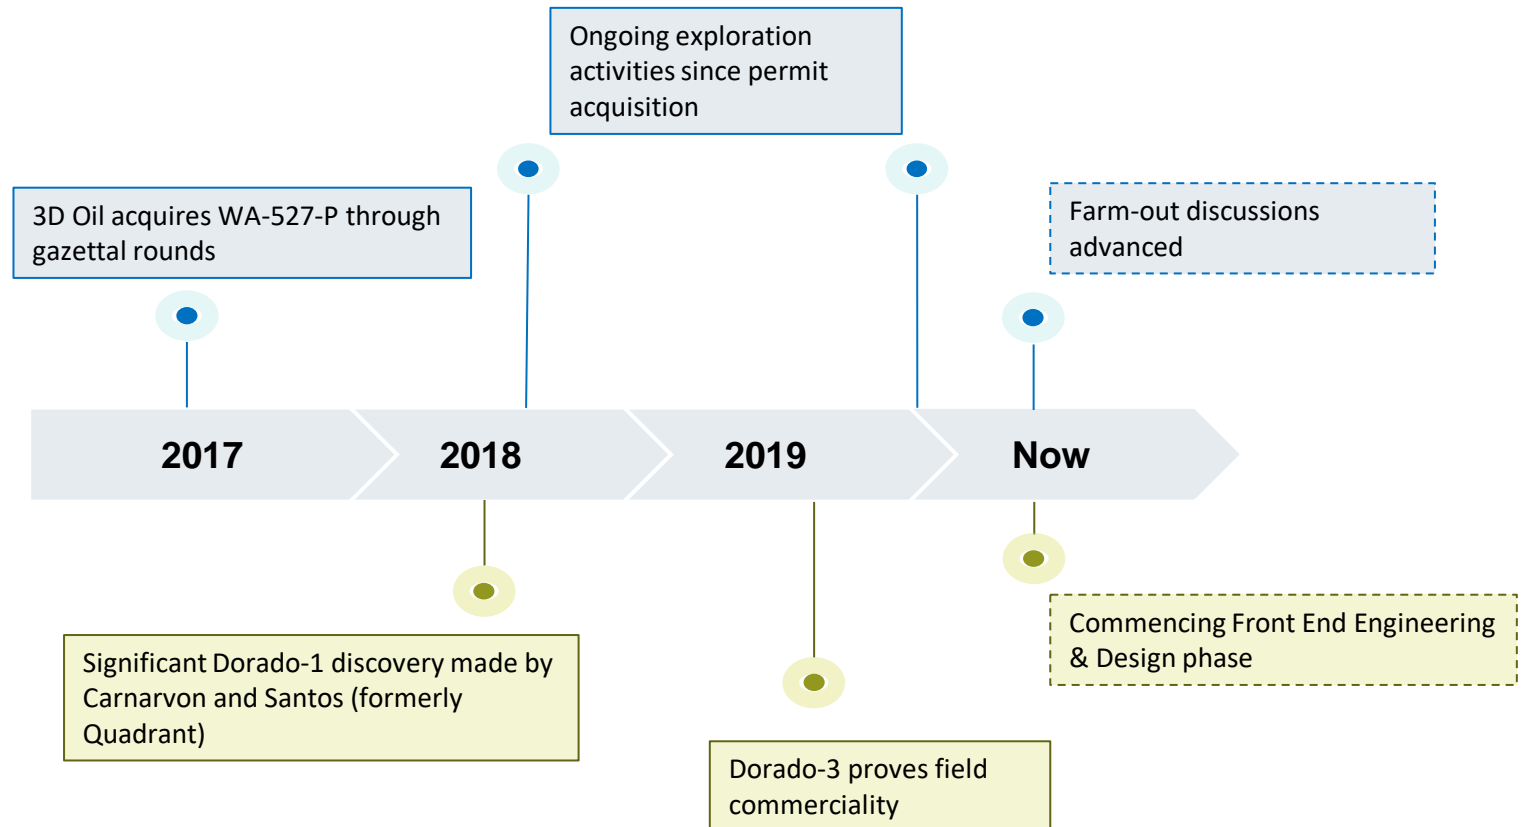 Ongoing exploration
activities since permit
acquisition
3D Oil acquires WA-527-P through
gazettal rounds
Farm-out discussions
advanced
2017
2018
2019
Now
Significant Dorado-1 discovery made by
Carnarvon and Santos (formerly
Quadrant)
Dorado-3 proves field
commerciality
Commencing Front End Engineering
& Design phase